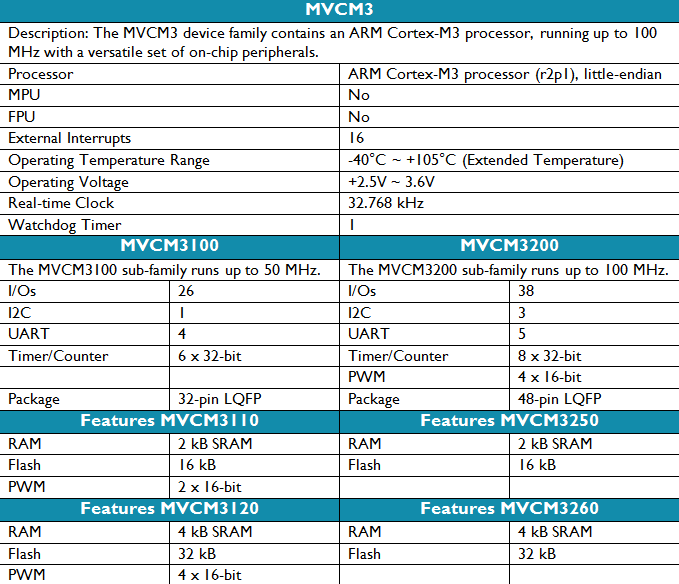 MVCM3
Description: The MVCM3 device family contains an ARM Cortex-M3 processor, running up to 100
MHz with a versatile set of on-chip peripherals.
Processor ARM Cortex-M3 processor (r2p1), little-endian
MPU No
FPU No
External Interrupts 16
Operating Temperature Range -40°C ~ +105°C (Extended Temperature)
Operating Voltage +2.5V ~ 3.6V
Real-time Clock 32.768 kHz
Watchdog Timer 1
MVCM3100 MVCM3200
The MVCM3100 sub-family runs up to 50 MHz. The MVCM3200 sub-family runs up to 100 MHz.
I/Os 26 I/Os 38
I2C 1 I2C 3
UART 4 UART 5
Timer/Counter 6 x 32-bit Timer/Counter 8 x 32-bit
PWM 4 x 16-bit
Package 32-pin LQFP Package 48-pin LQFP
Features MVCM3110 Features MVCM3250
RAM 2 kB SRAM RAM 2 kB SRAM
Flash 16 kB Flash 16 kB
PWM 2 x 16-bit
Features MVCM3120 Features MVCM3260
RAM 4 kB SRAM RAM 4 kB SRAM
Flash 32 kB Flash 32 kB
PWM 4 x 16-bit